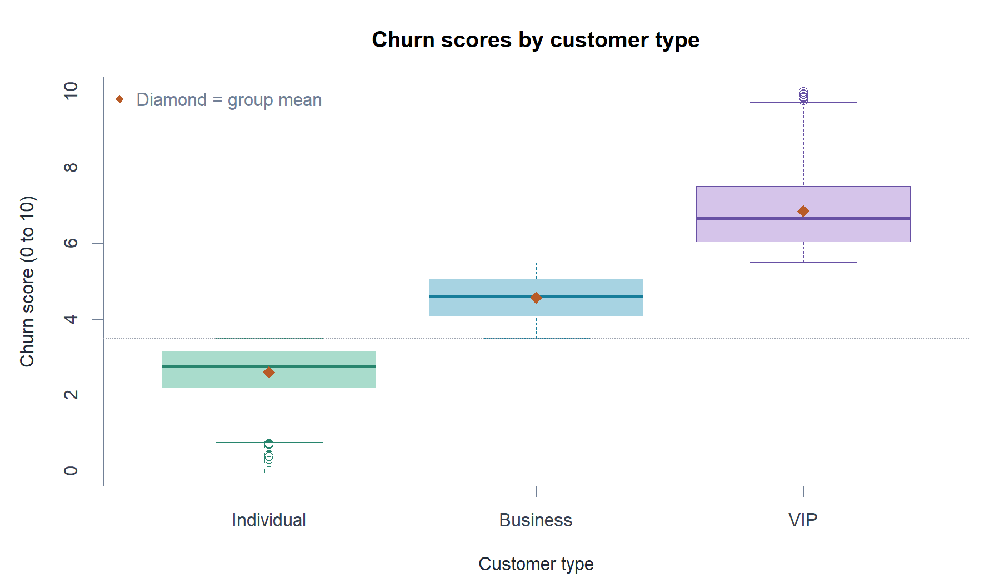 Churn scores by customer type
Diamond = group mean
Churn score (0 to 10)
10
8
6
4
2
0
Individual
Business
VIP
Customer type